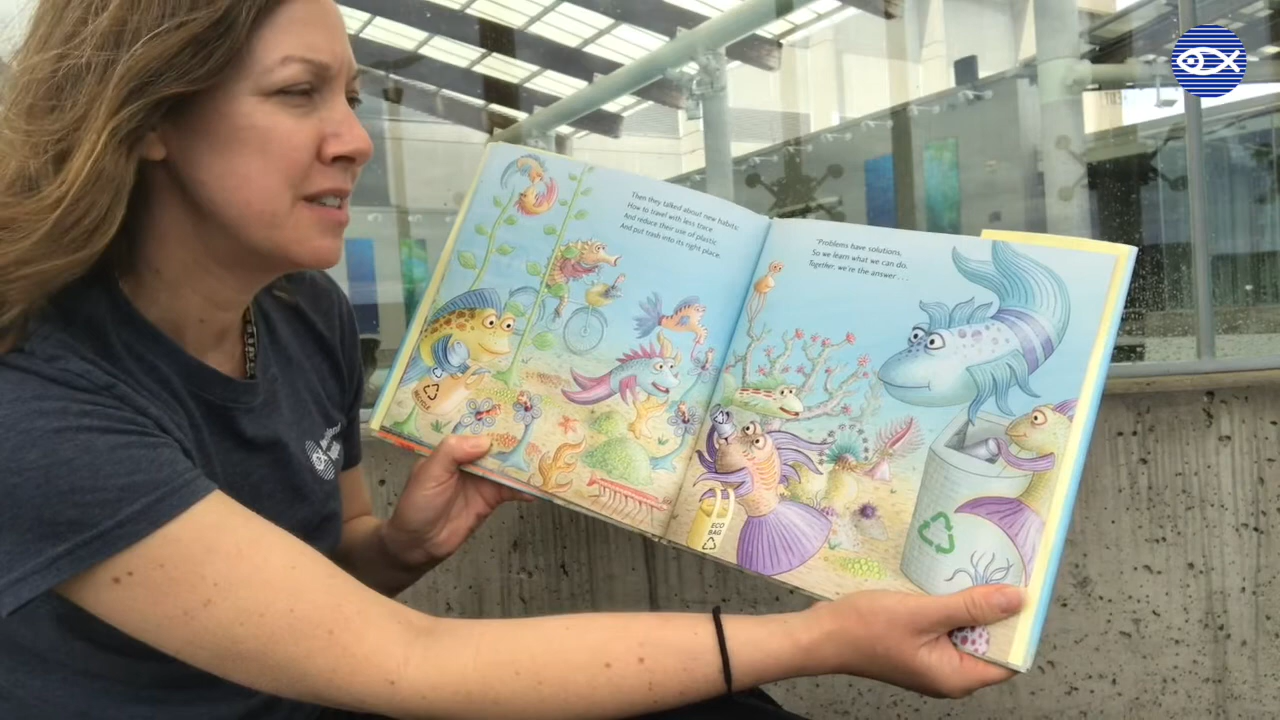 Then they talked about new habits:
How to travel with less trace
And reduce their use of plastic
And put trash into its right place.
"Problems have solutions,
So we learn what we can do.
Together, we're the answer . . .
RECYCLE
ECO
BAG